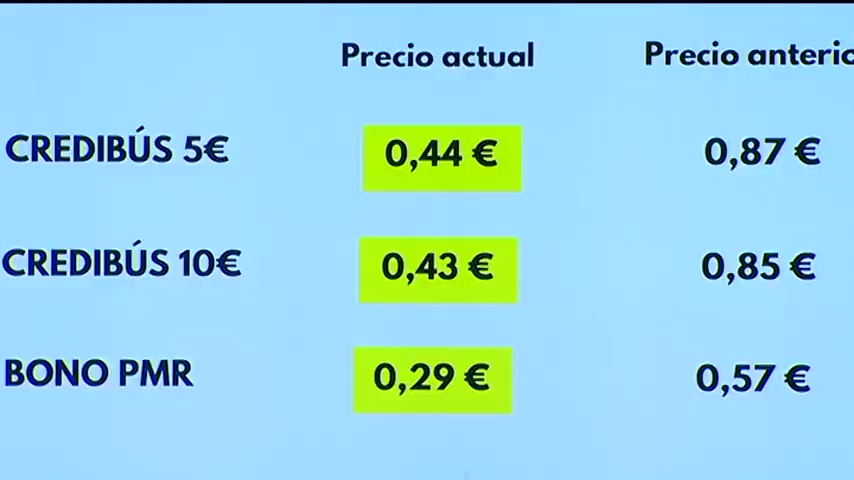 Precio actual Precio anterio
CREDIBÚS 5€ 0,44 € 0,87 €
CREDIBÚS 10€ 0,43 € 0,85 €
BONO PMR 0,29 € 0,57 €